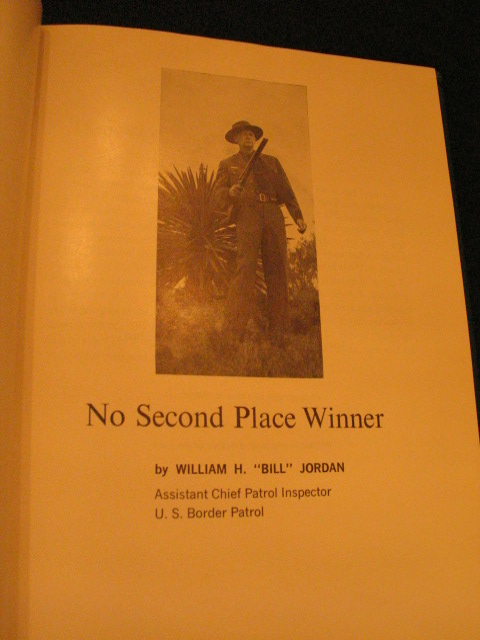 No Second Place Winner
by WILLIAM H. "BILL" JORDAN
Assistant Chief Patrol Inspector
U. S. Border Patrol